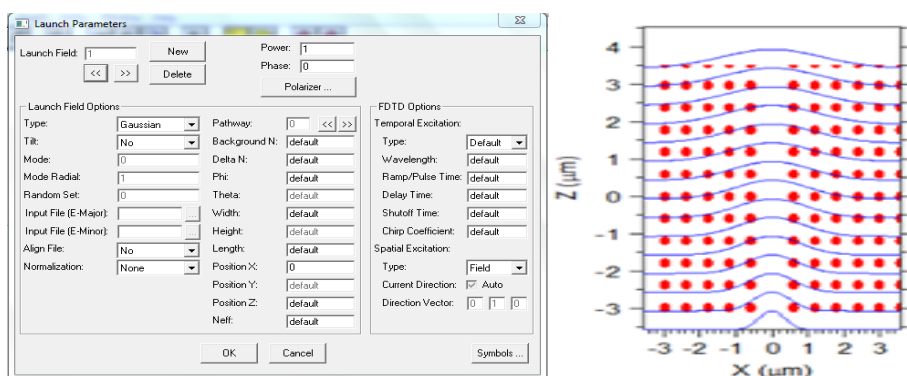 Launch Parameters
Launch Field: 1 New Power: 1
<< >> Delete Phase: 0
Polarizer ...
Launch Field Options FDTD Options
Type: Gaussian Pathway: 0 << >> Temporal Excitation:
Tilt: No Background N: default Type: Default
Mode: 0 Delta N: default Wavelength: default
Mode Radial: 1 Phi: default Ramp/Pulse Time: default
Random Set: 0 Theta: default Delay Time: default
Input File (E-Major): ... Width: default Shutoff Time: default
Input File (E-Minor): ... Height: default Chirp Coefficient: default
Align File: No Length: default Spatial Excitation:
Normalization: None Position X: 0 Type: Field
Position Y: default Current Direction: Auto
Position Z: default Direction Vector: 0 1 0
Neff: default
OK Cancel Symbols ...
Z (µm)
4
3
2
1
0
-1
-2
-3
-3 -2 -1 0 1 2 3
X (µm)